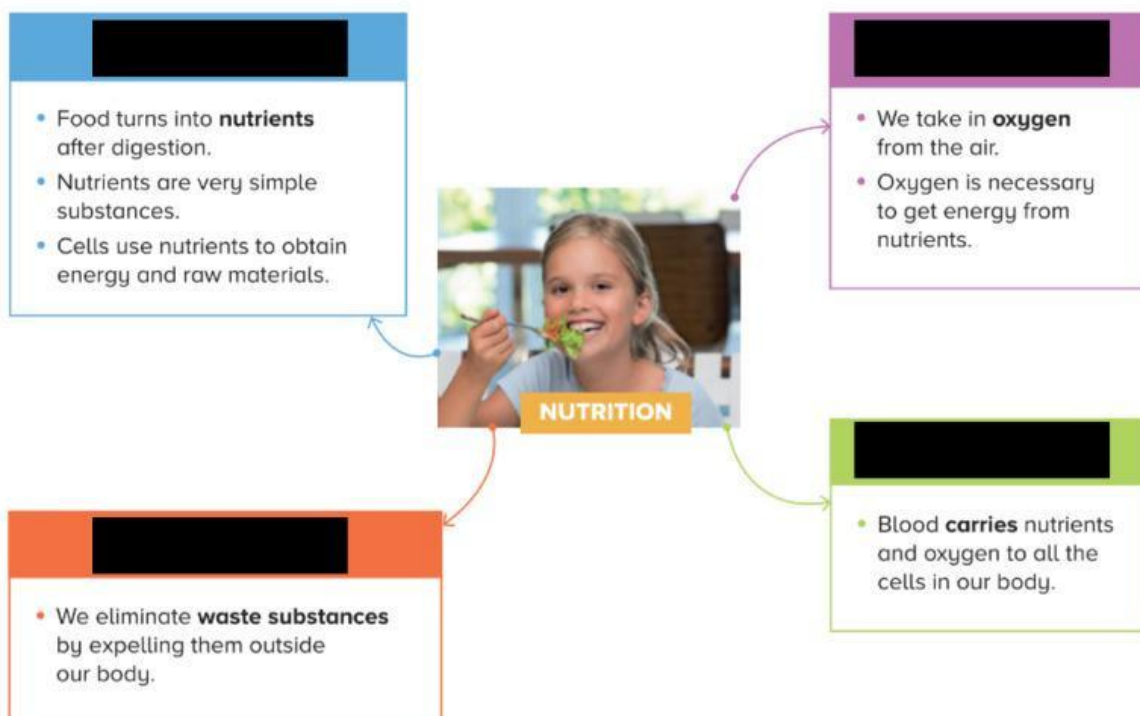 • Food turns into nutrients
after digestion.
• Nutrients are very simple
substances.
• Cells use nutrients to obtain
energy and raw materials.
• We take in oxygen
from the air.
• Oxygen is necessary
to get energy from
nutrients.
NUTRITION
• We eliminate waste substances
by expelling them outside
our body.
• Blood carries nutrients
and oxygen to all the
cells in our body.